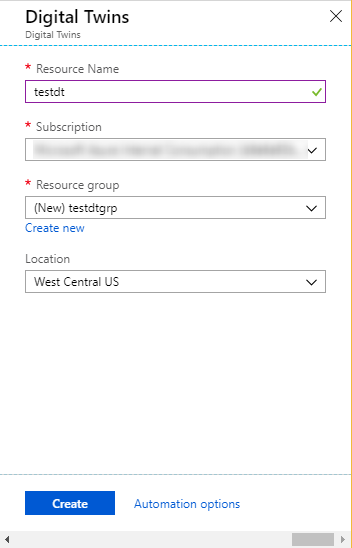 Digital Twins
Digital Twins
* Resource Name
testdt
* Subscription
* Resource group
(New) testdtgrp
Create new
Location
West Central US
Create
Automation options